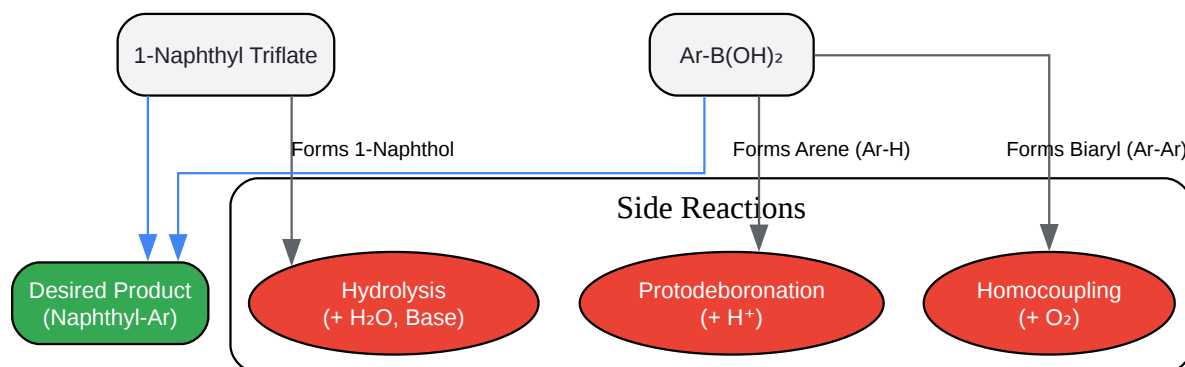 1-Naphthyl Triflate
Ar-B(OH)₂
Forms 1-Naphthol
Forms Arene (Ar-H)
Forms Biaryl (Ar-Ar)
Side Reactions
Desired Product
(Naphthyl-Ar)
Hydrolysis
(+ H₂O, Base)
Protodeboronation
(+ H⁺)
Homocoupling
(+ O₂)